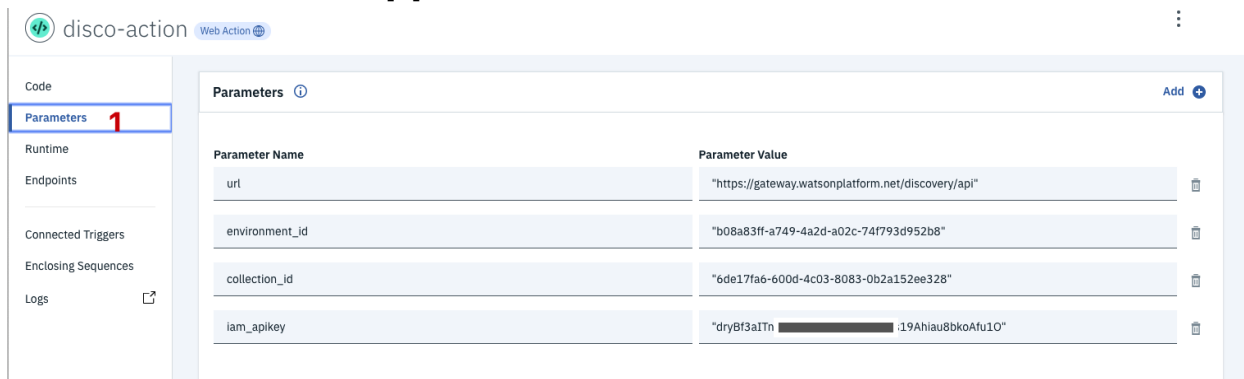 disco-action Web Action
Code
Parameters 1
Runtime
Endpoints
Connected Triggers
Enclosing Sequences
Logs
Parameters
Add
Parameter Name Parameter Value
url "https://gateway.watsonplatform.net/discovery/api"
environment_id "b08a83ff-a749-4a2d-a02c-74f793d952b8"
collection_id "6de17fa6-600d-4c03-8083-0b2a152ee328"
iam_apikey "dryBf3aITn 19Ahiau8bkoAfu1O"